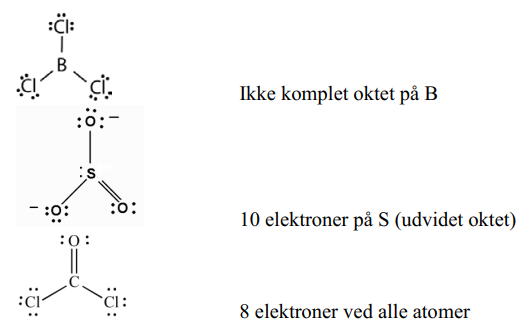 :Cl:
B
:Cl. .Cl:
Ikke komplet oktet på B
:O:–
:S
– :O: :O:
10 elektroner på S (udvidet oktet)
:O:
C
:Cl Cl:
8 elektroner ved alle atomer